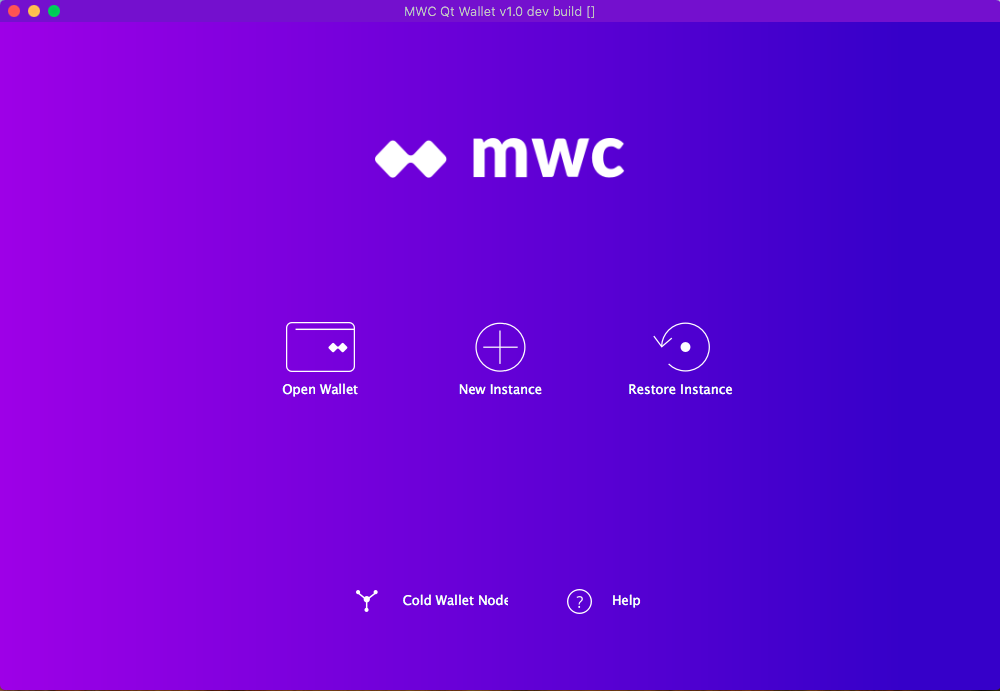 MWC Qt Wallet v1.0 dev build []
mwc
Open Wallet
New Instance
Restore Instance
Cold Wallet Node
? Help